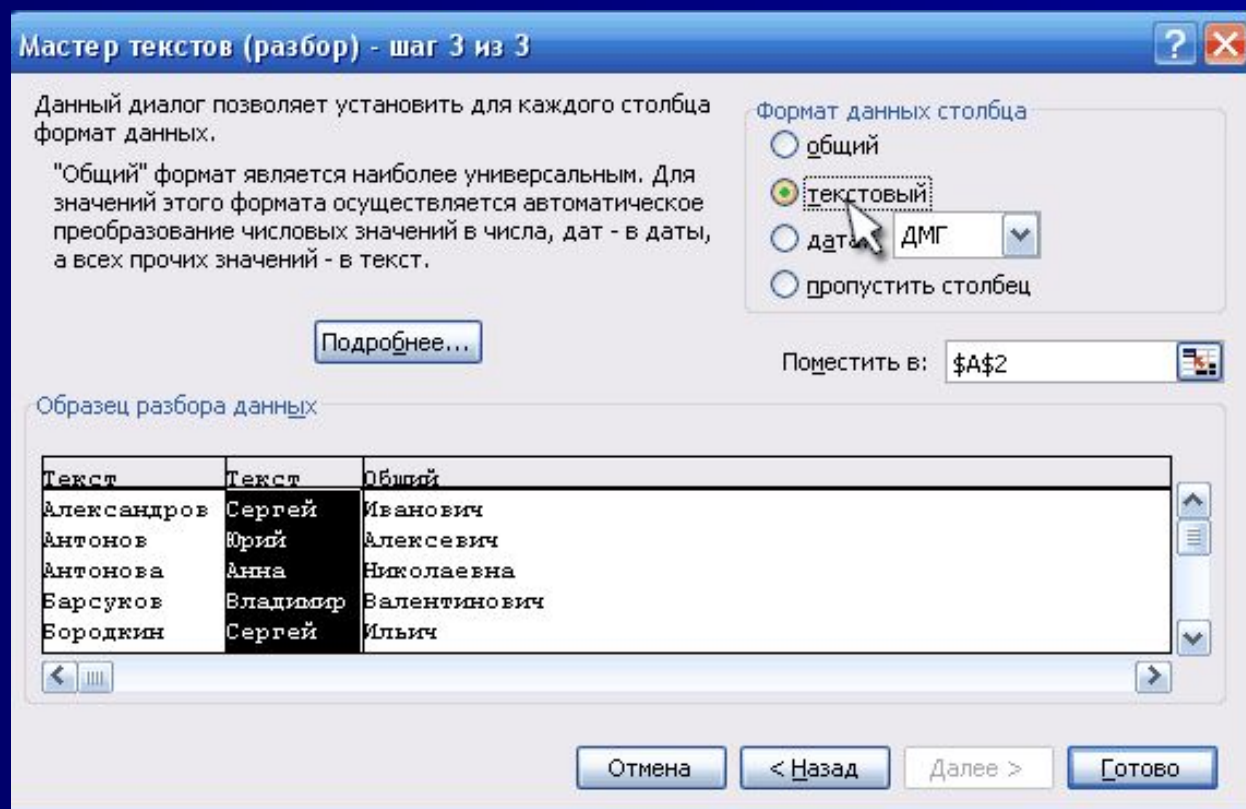 Мастер текстов (разбор) - шаг 3 из 3
Данный диалог позволяет установить для каждого столбца
формат данных.
"Общий" формат является наиболее универсальным. Для
значений этого формата осуществляется автоматическое
преобразование числовых значений в числа, дат - в даты,
а всех прочих значений - в текст.
Подробнее...
Формат данных столбца
общий
текстовый
дата: ДМГ
пропустить столбец
Поместить в: $A$2
Образец разбора данных
Текст Текст Общий
Александров Сергей Иванович
Антонов Юрий Алексевич
Антонова Анна Николаевна
Барсуков Владимир Валентинович
Бородкин Сергей Ильич
Отмена < Назад Далее > Готово